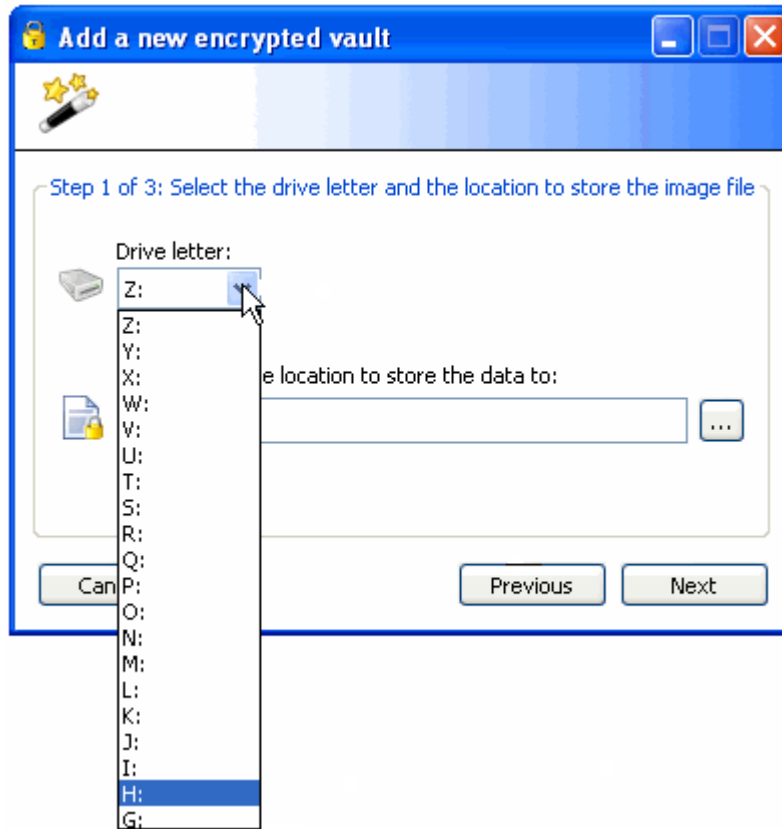 Add a new encrypted vault
Step 1 of 3: Select the drive letter and the location to store the image file
Drive letter:
Z:
Z:
Y:
X:
e location to store the data to:
W:
V:
...
U:
T:
S:
R:
Q:
Can
P:
Previous
Next
O:
N:
M:
L:
K:
J:
I:
H:
G: